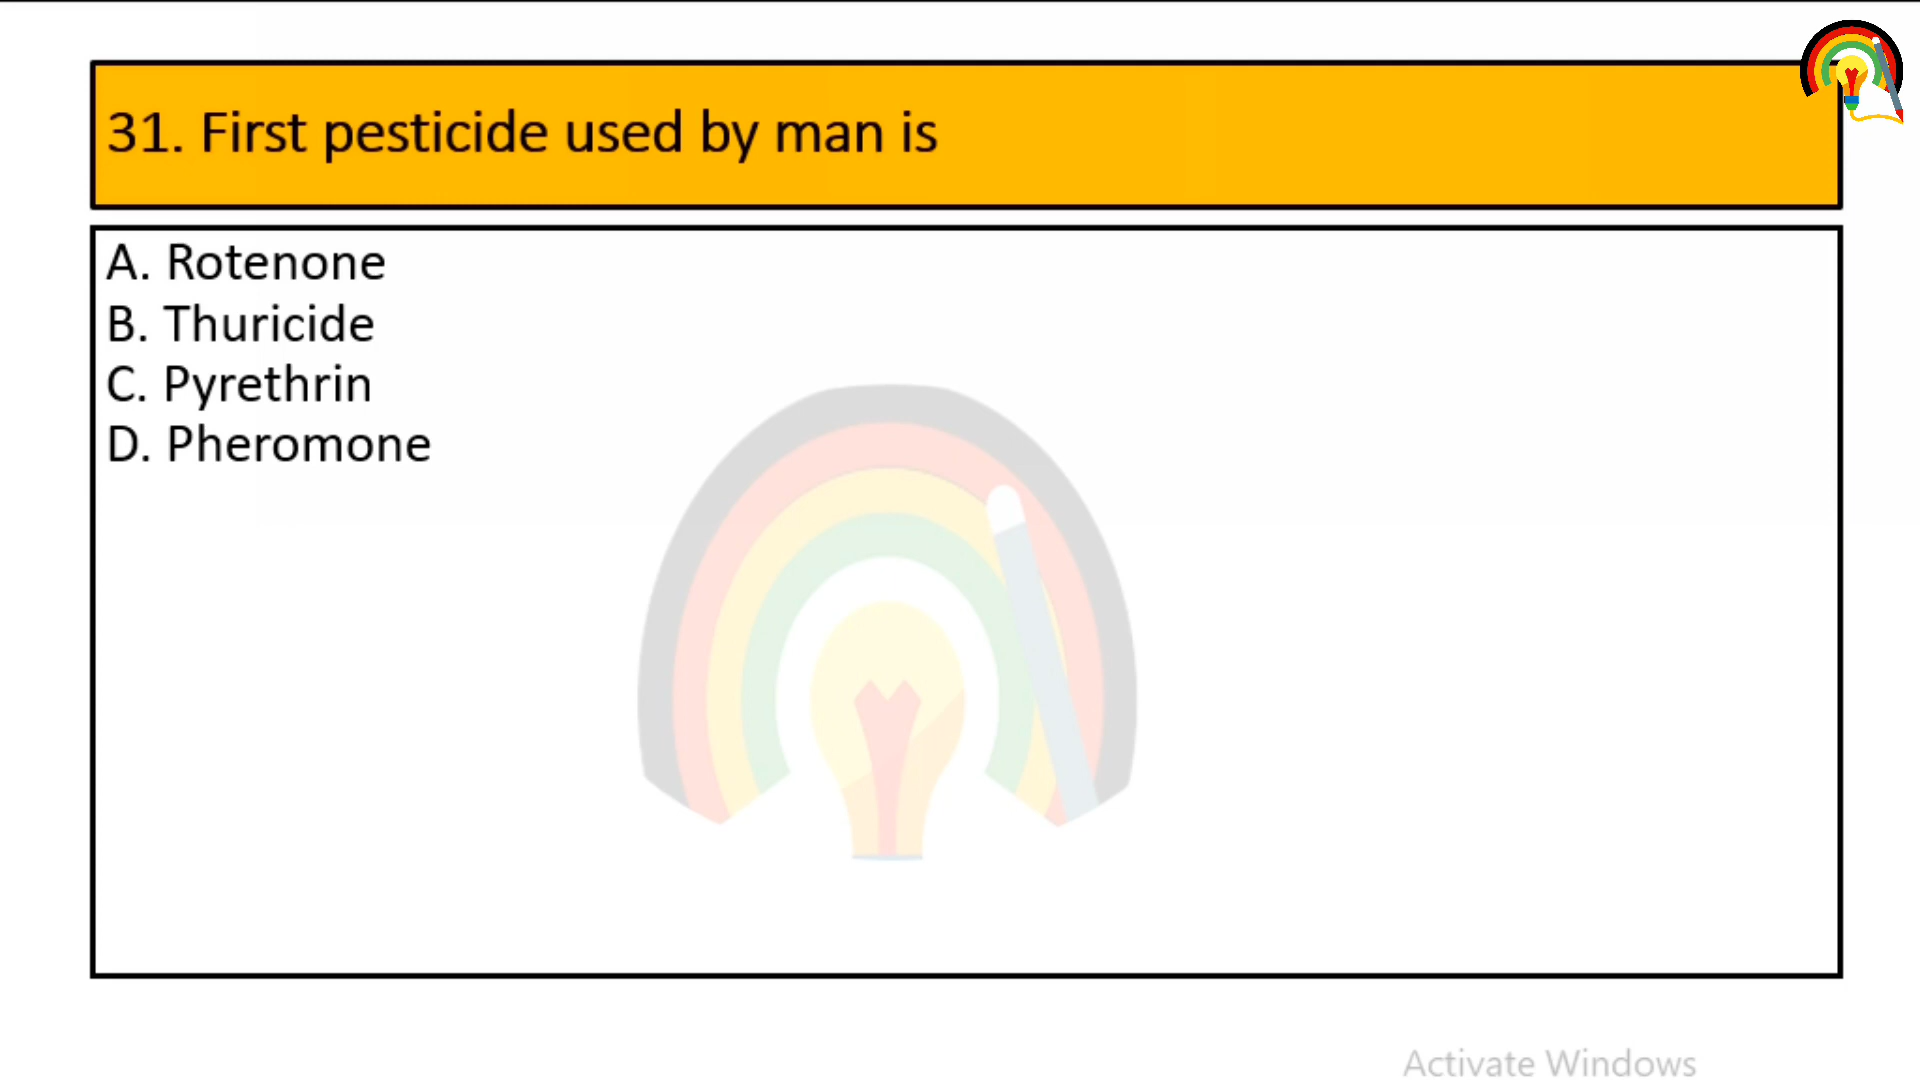 31. First pesticide used by man is
A. Rotenone
B. Thuricide
C. Pyrethrin
D. Pheromone
Activate Windows